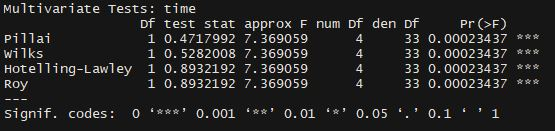 Multivariate Tests: time
Df test stat approx F num Df den Df Pr(>F)
Pillai 1 0.4717992 7.369059 4 33 0.00023437 ***
Wilks 1 0.5282008 7.369059 4 33 0.00023437 ***
Hotelling-Lawley 1 0.8932192 7.369059 4 33 0.00023437 ***
Roy 1 0.8932192 7.369059 4 33 0.00023437 ***
---
Signif. codes: 0 ‘***’ 0.001 ‘**’ 0.01 ‘*’ 0.05 ‘.’ 0.1 ‘ ’ 1